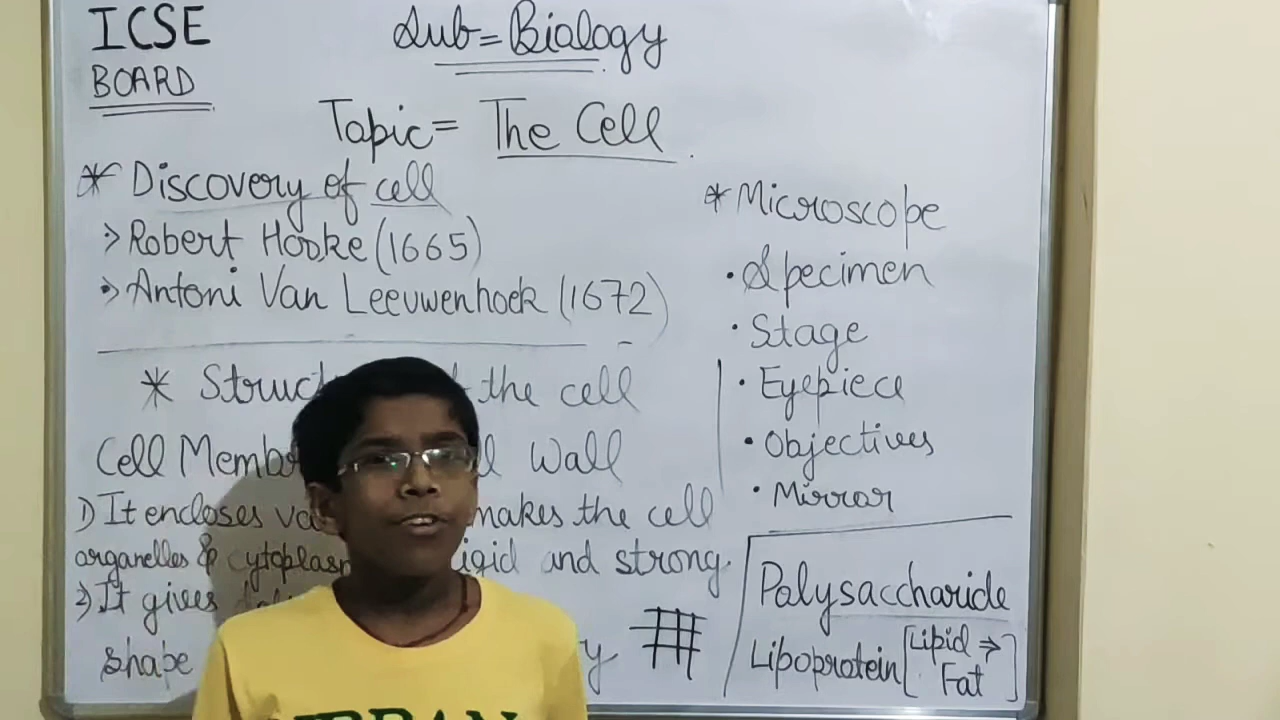 ICSE
BOARD
Sub = Biology
Topic = The Cell
* Discovery of cell
> Robert Hooke (1665)
> Antoni Van Leeuwenhoek (1672)
* the cell
Cell Wall
1) It encloses makes the cell
organelles & and strong.
2) It gives
shape
* Microscope
• Specimen
• Stage
• Eyepiece
• Objectives
• Mirror
Polysaccharide
Lipoprotein [Lipid ⇒ Fat]